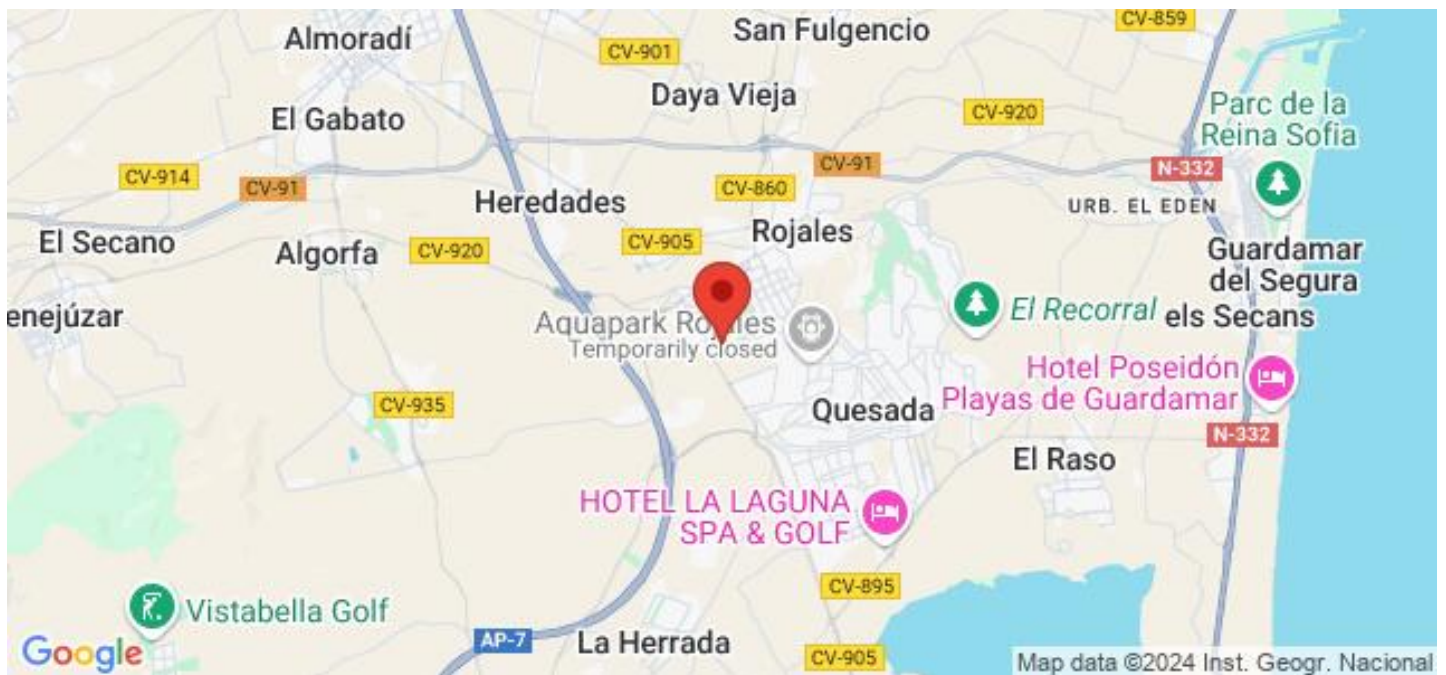 CV-859
San Fulgencio
Almoradí
CV-901
Daya Vieja
Parc de la
Reina Sofia
CV-920
El Gabato
CV-91
N-332
CV-914
CV-91
CV-860
Heredades
URB. EL EDEN
Rojales
El Secano
CV-905
Algorfa
CV-920
Guardamar
del Segura
El Recorral
els Secans
enejúzar
Aquapark Rojales
Temporarily closed
Hotel Poseidón
Playas de Guardamar
CV-935
Quesada
N-332
El Raso
HOTEL LA LAGUNA
SPA & GOLF
CV-895
Vistabella Golf
AP-7
La Herrada
CV-905
Google
Map data ©2024 Inst. Geogr. Nacional